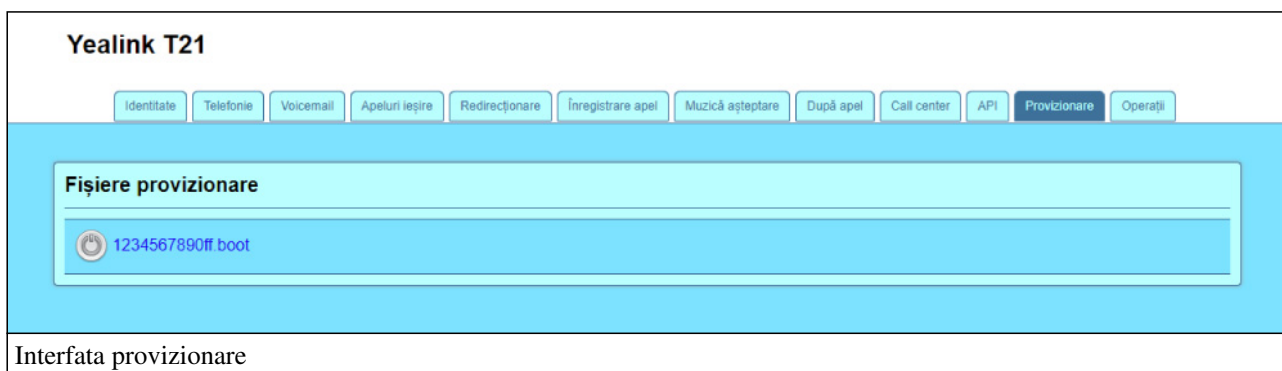 Yealink T21
Identitate Telefonie Voicemail Apeluri ieșire Redirecționare Înregistrare apel Muzică așteptare După apel Call center API Provizionare Operații
Fișiere provizionare
1234567890ff.boot
Interfata provizionare